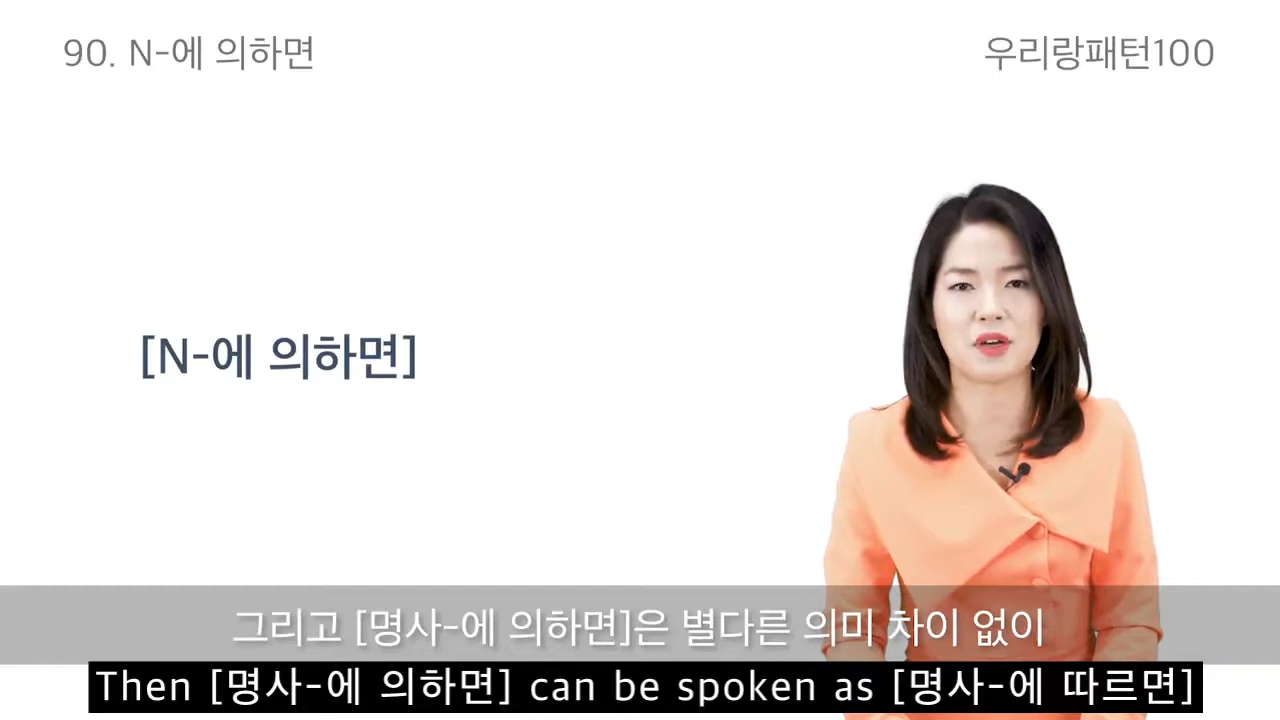 90. N-에 의하면
우리랑패턴100
[N-에 의하면]
그리고 [명사-에 의하면]은 별다른 의미 차이 없이
Then [명사-에 의하면] can be spoken as [명사-에 따르면]